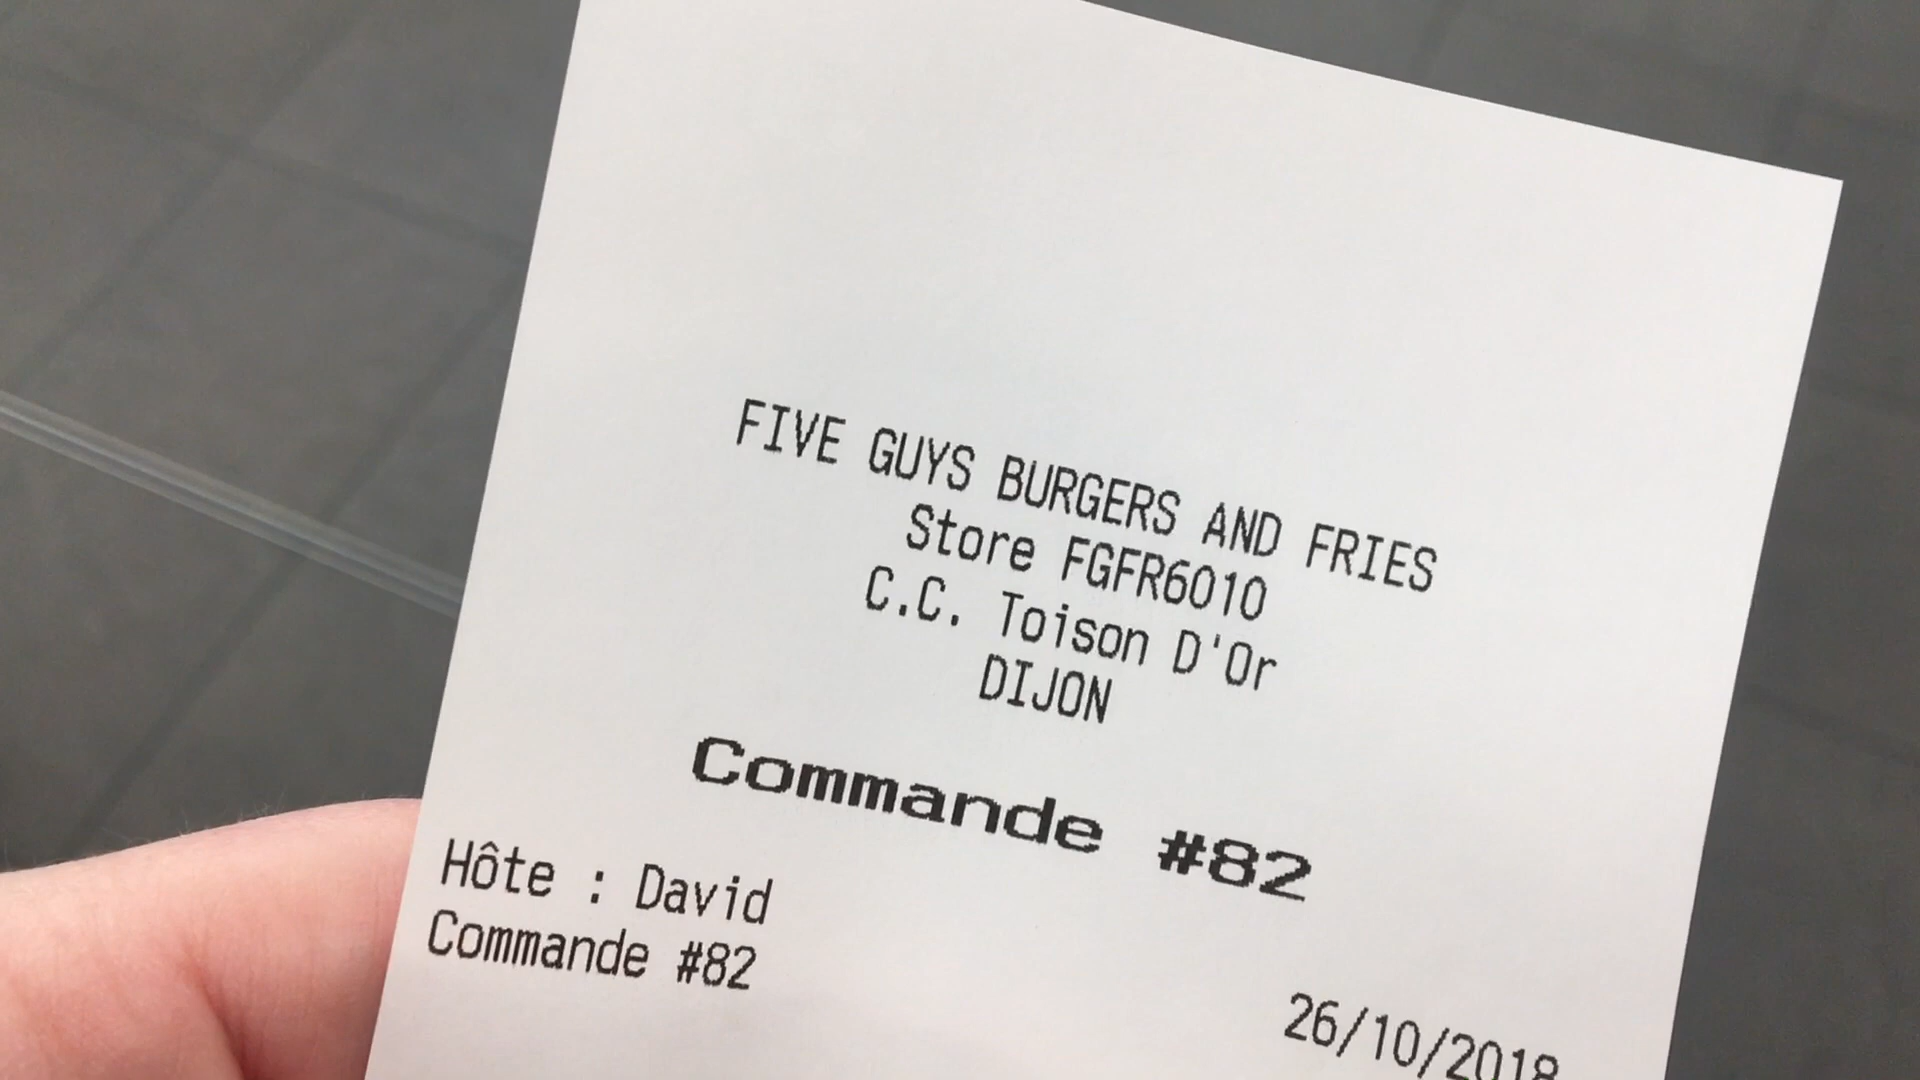 FIVE GUYS BURGERS AND FRIES
Store FGFR6010
C.C. Toison D'Or
DIJON
Commande #82
Hôte : David
Commande #82
26/10/2018